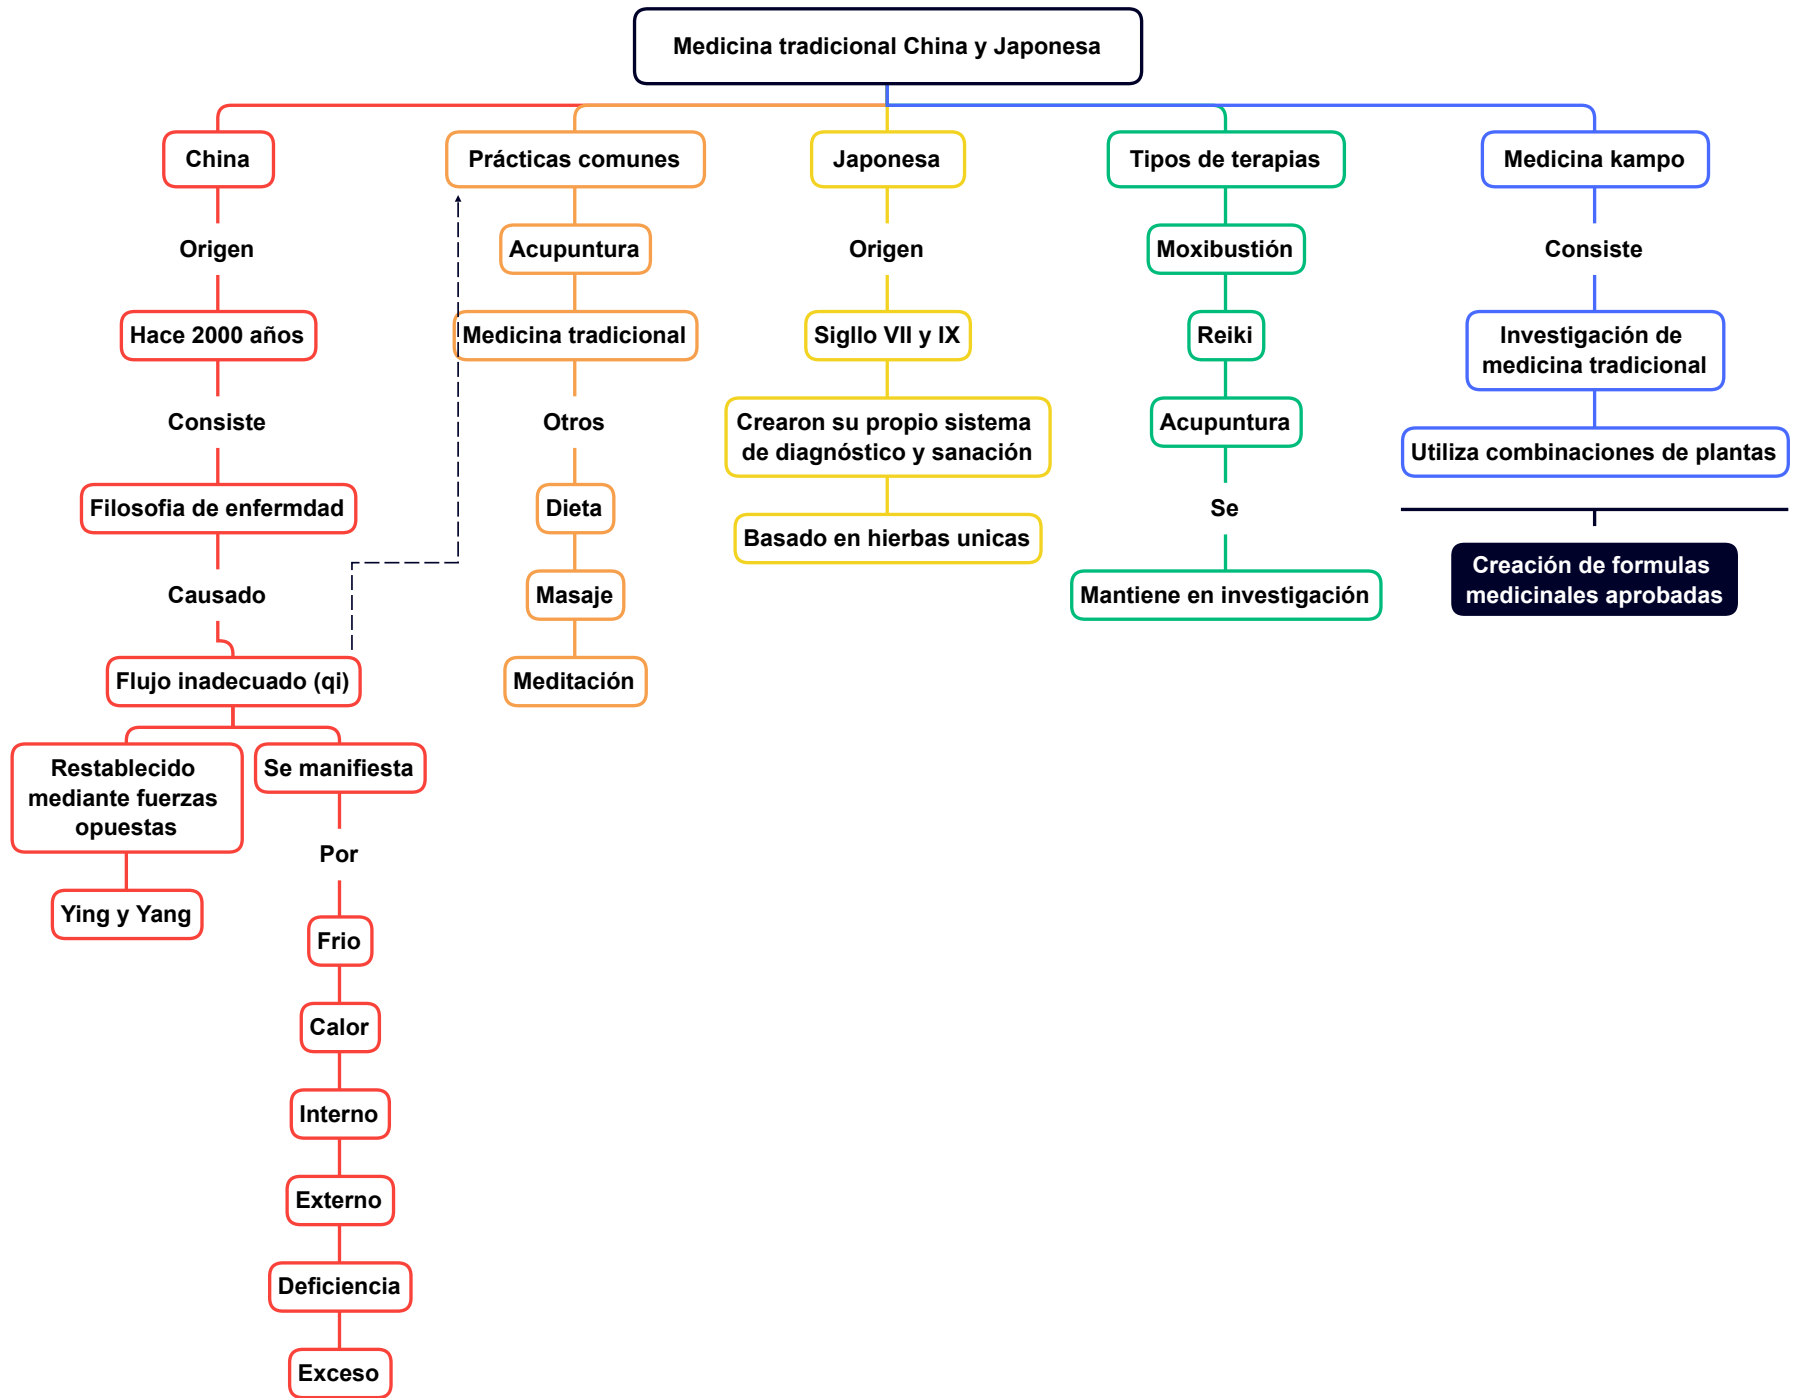 Medicina tradicional China y Japonesa
China
Origen
Hace 2000 años
Consiste
Filosofia de enfermdad
Causado
Flujo inadecuado (qi)
Restablecido
mediante fuerzas
opuestas
Ying y Yang
Se manifiesta
Por
Frio
Calor
Interno
Externo
Deficiencia
Exceso
Prácticas comunes
Acupuntura
Medicina tradicional
Otros
Dieta
Masaje
Meditación
Japonesa
Origen
Sigllo VII y IX
Crearon su propio sistema
de diagnóstico y sanación
Basado en hierbas unicas
Tipos de terapias
Moxibustión
Reiki
Acupuntura
Se
Mantiene en investigación
Medicina kampo
Consiste
Investigación de
medicina tradicional
Utiliza combinaciones de plantas
Creación de formulas
medicinales aprobadas